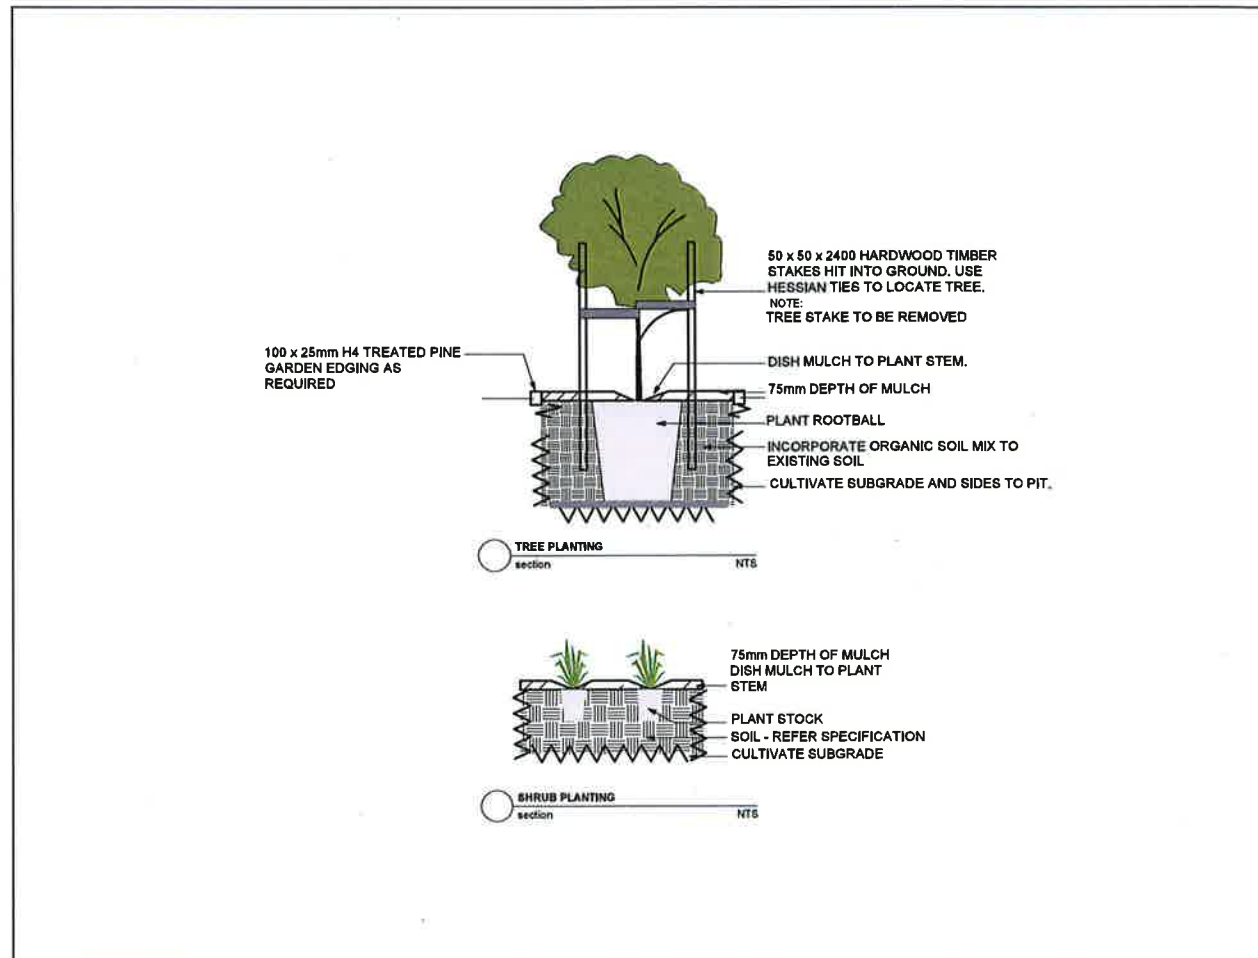 50 x 50 x 2400 HARDWOOD TIMBER
STAKES HIT INTO GROUND. USE
HESSIAN TIES TO LOCATE TREE.
NOTE:
TREE STAKE TO BE REMOVED
100 x 25mm H4 TREATED PINE
GARDEN EDGING AS
REQUIRED
DISH MULCH TO PLANT STEM.
75mm DEPTH OF MULCH
PLANT ROOTBALL
INCORPORATE ORGANIC SOIL MIX TO
EXISTING SOIL
CULTIVATE SUBGRADE AND SIDES TO PIT.
TREE PLANTING
section NTS
75mm DEPTH OF MULCH
DISH MULCH TO PLANT
STEM
PLANT STOCK
SOIL - REFER SPECIFICATION
CULTIVATE SUBGRADE
SHRUB PLANTING
section NTS